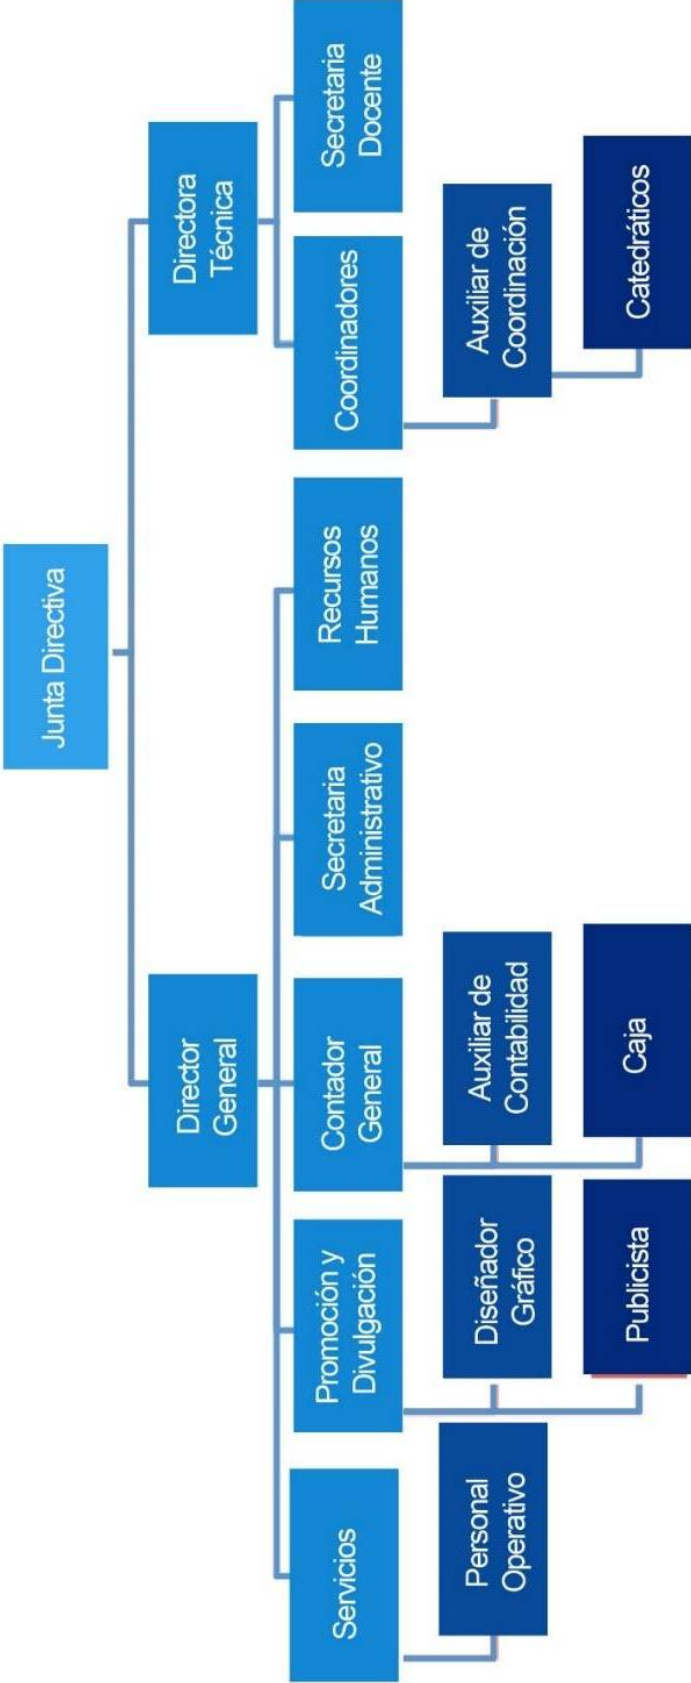 Junta Directiva
Director
General
Directora
Técnica
Servicios
Promoción y
Divulgación
Contador
General
Secretaria
Administrativo
Recursos
Humanos
Coordinadores
Secretaria
Docente
Personal
Operativo
Diseñador
Gráfico
Auxiliar de
Contabilidad
Auxiliar de
Coordinación
Publicista
Caja
Catedráticos